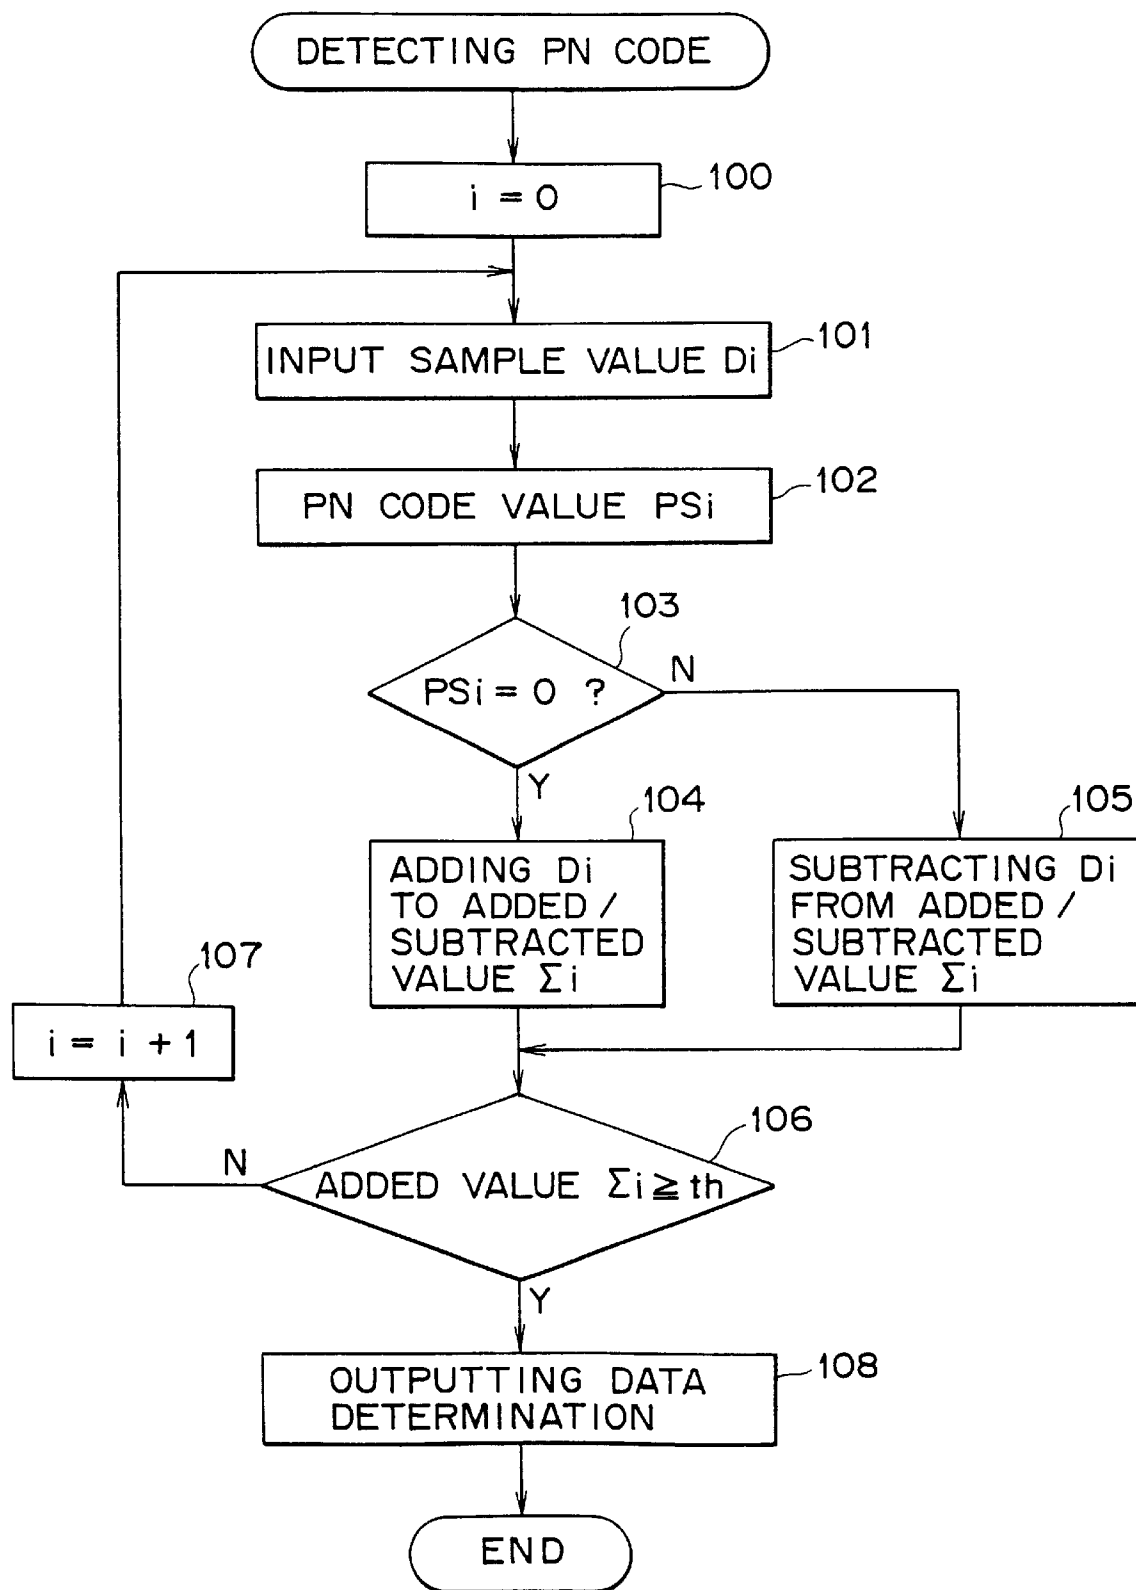 DETECTING PN CODE
100
i = 0
101
INPUT SAMPLE VALUE Di
102
PN CODE VALUE PSi
103
PSi = 0 ?
N
Y
104
ADDING Di
TO ADDED /
SUBTRACTED
VALUE Σi
105
SUBTRACTING Di
FROM ADDED /
SUBTRACTED
VALUE Σi
107
i = i + 1
106
N
ADDED VALUE Σi ≧ th
Y
108
OUTPUTTING DATA
DETERMINATION
END